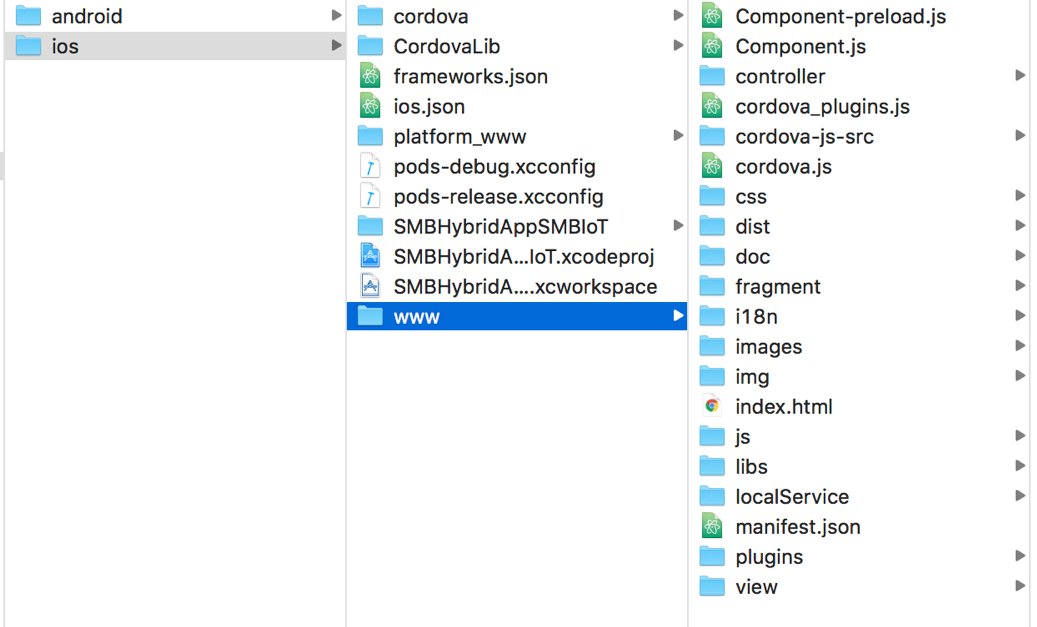 android
ios
cordova
CordovaLib
frameworks.json
ios.json
platform_www
pods-debug.xcconfig
pods-release.xcconfig
SMBHybridAppSMBIoT
SMBHybridA...IoT.xcodeproj
SMBHybridA....xcworkspace
www
Component-preload.js
Component.js
controller
cordova_plugins.js
cordova-js-src
cordova.js
css
dist
doc
fragment
i18n
images
img
index.html
js
libs
localService
manifest.json
plugins
view